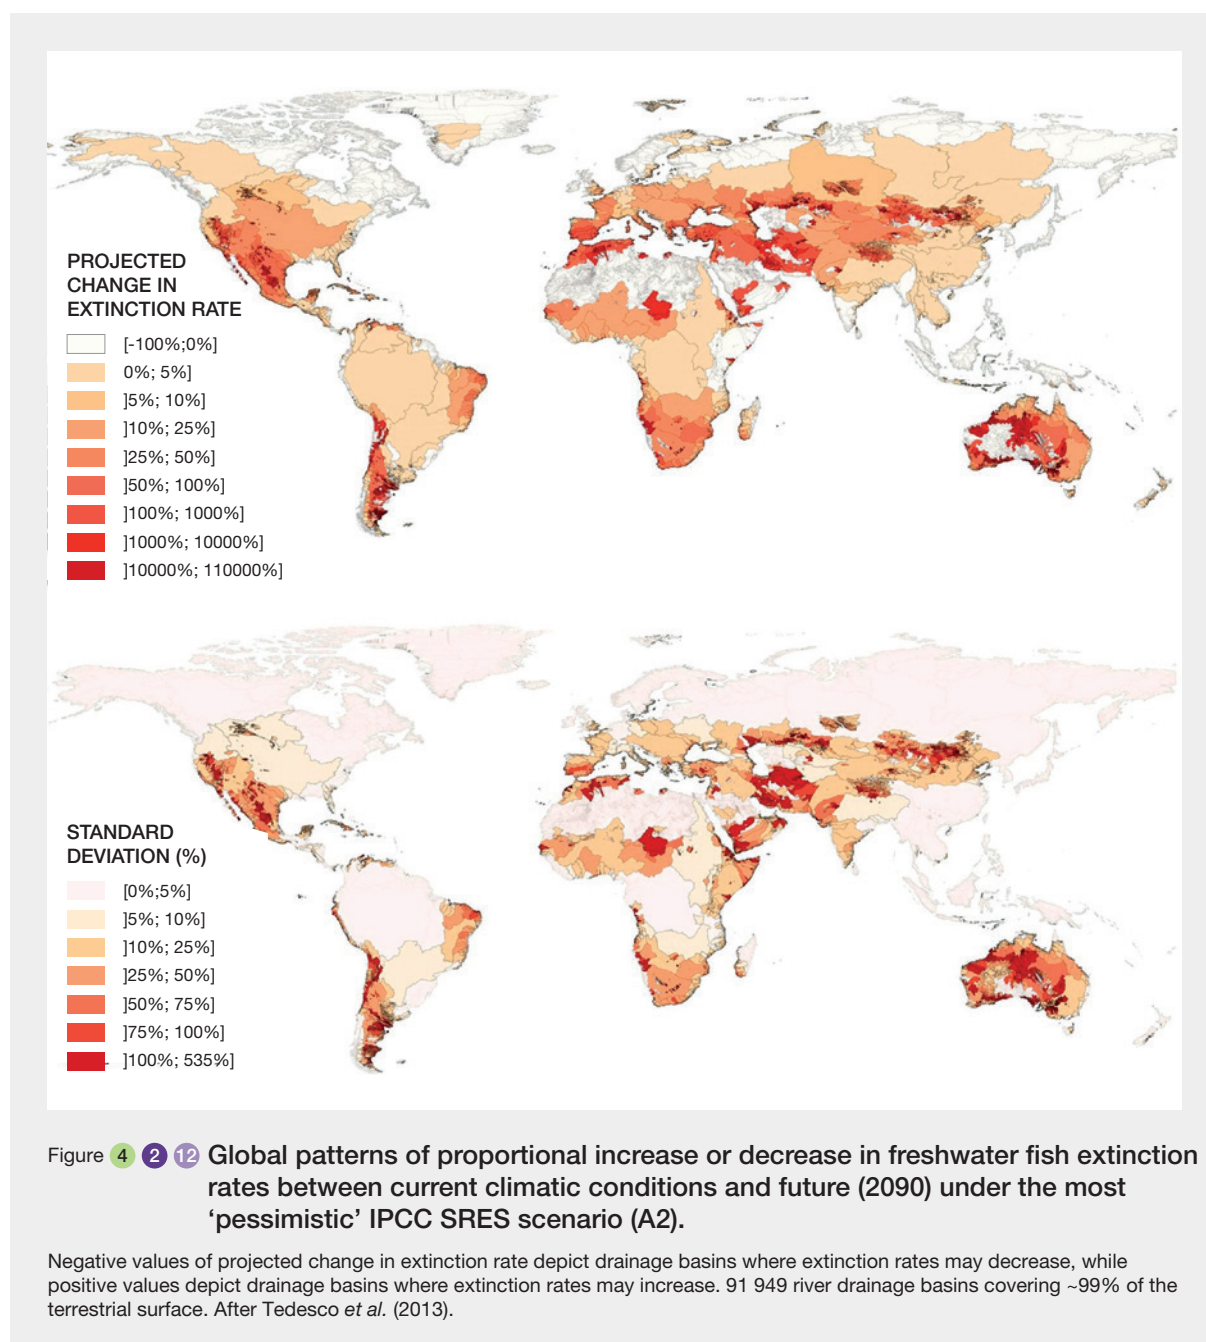 PROJECTED
CHANGE IN
EXTINCTION RATE
[-100%;0%]
0%; 5%]
]5%; 10%]
]10%; 25%]
]25%; 50%]
]50%; 100%]
]100%; 1000%]
]1000%; 10000%]
]10000%; 110000%]
STANDARD
DEVIATION (%)
[0%;5%]
]5%; 10%]
]10%; 25%]
]25%; 50%]
]50%; 75%]
]75%; 100%]
]100%; 535%]
Figure 4 2 12 Global patterns of proportional increase or decrease in freshwater fish extinction
rates between current climatic conditions and future (2090) under the most
‘pessimistic’ IPCC SRES scenario (A2).
Negative values of projected change in extinction rate depict drainage basins where extinction rates may decrease, while
positive values depict drainage basins where extinction rates may increase. 91 949 river drainage basins covering ~99% of the
terrestrial surface. After Tedesco et al. (2013).